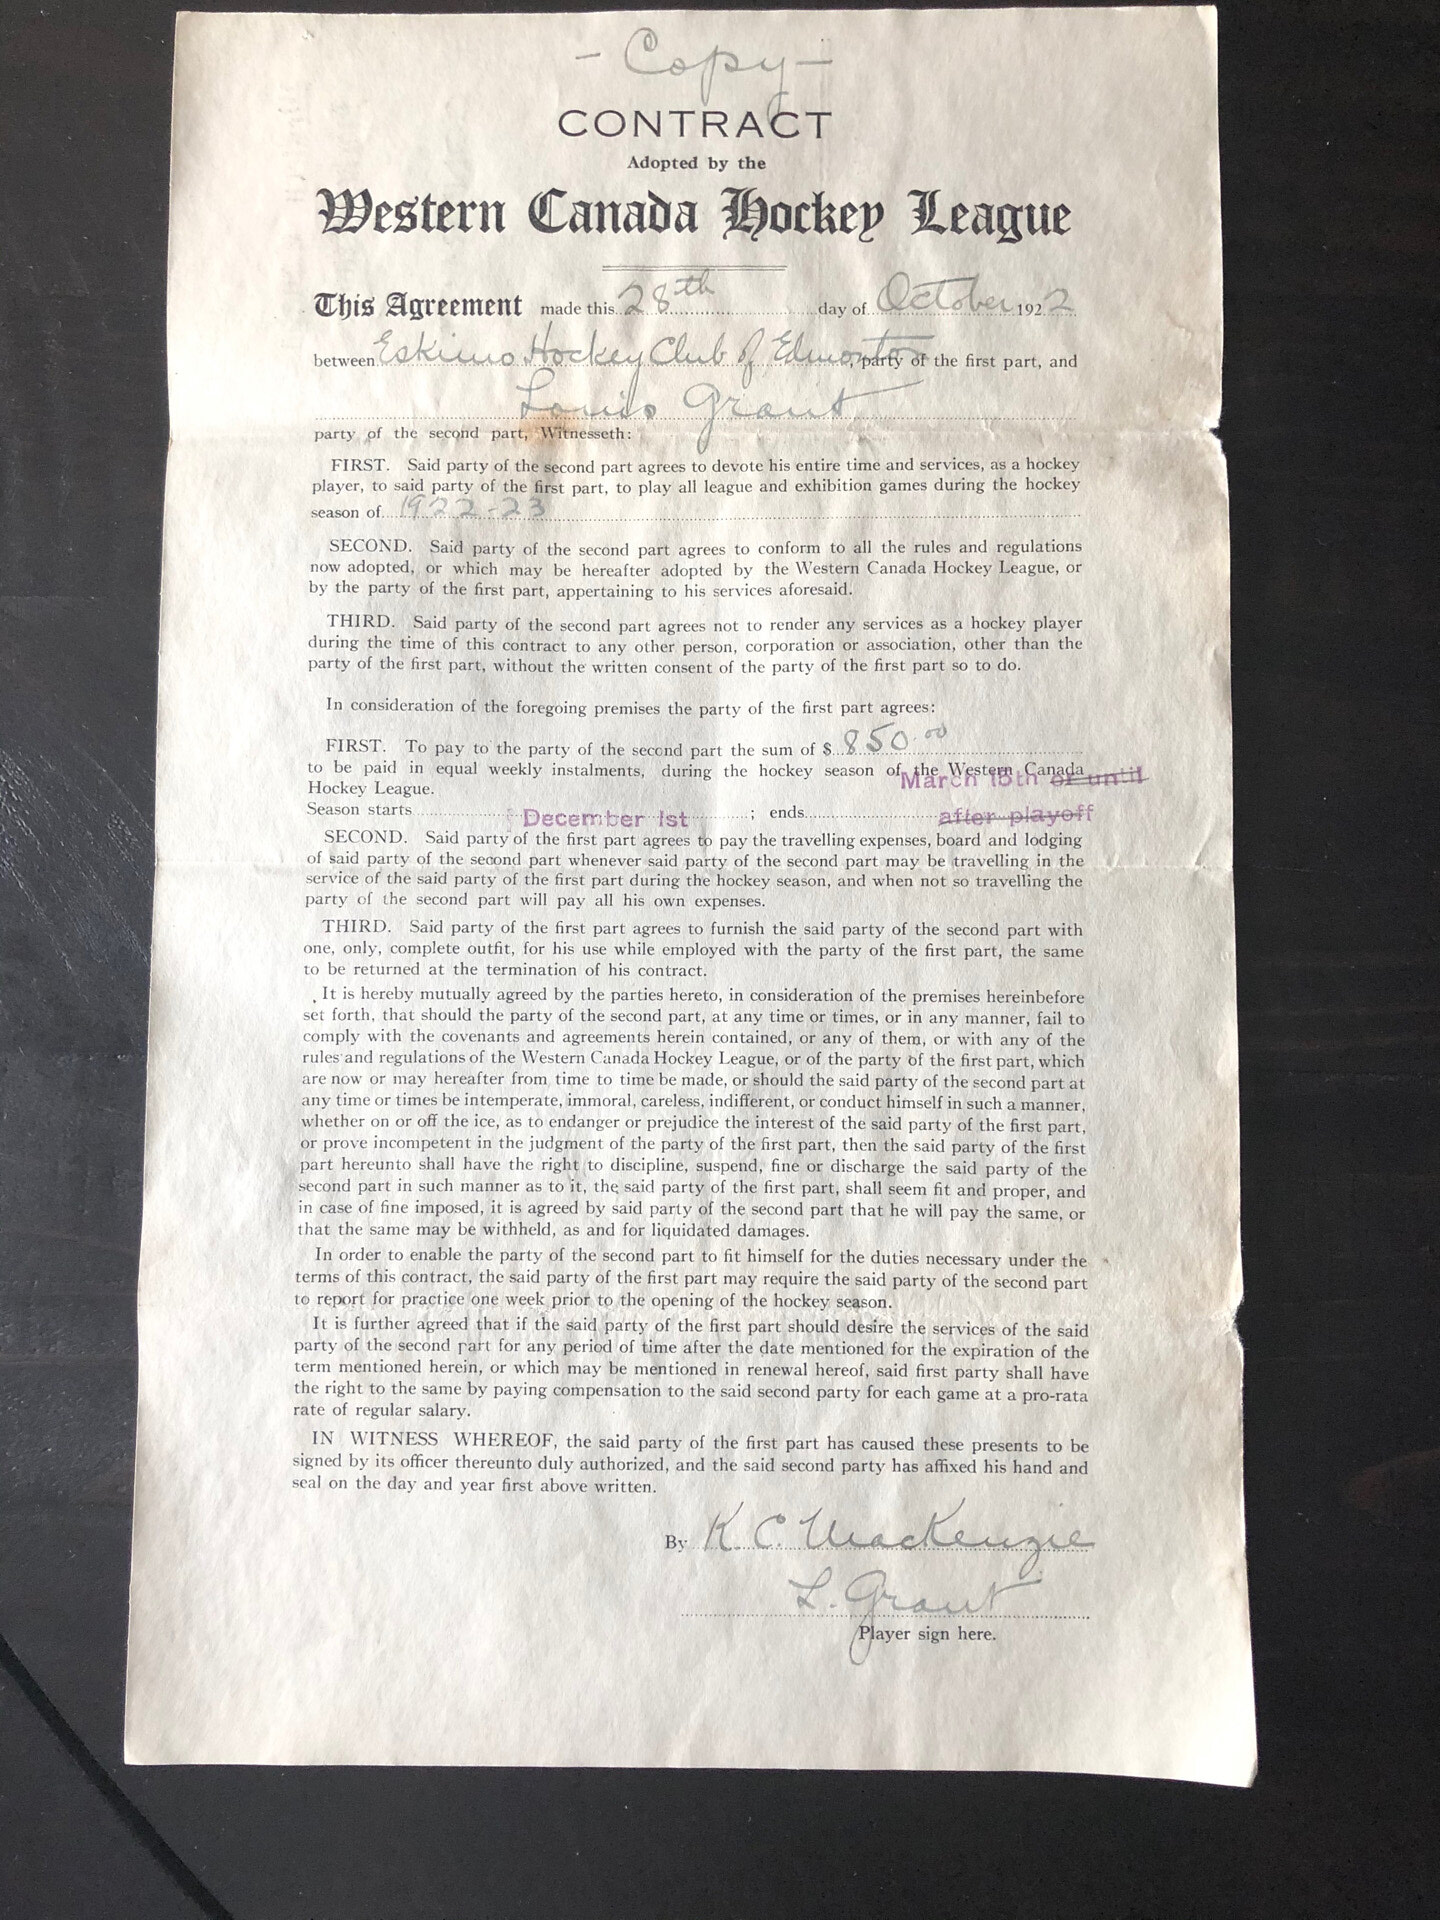 - Copy -
CONTRACT
Adopted by the
Western Canada Hockey League
This Agreement made this 28th day of October 1922
between Eskimo Hockey Club of Edmonton, party of the first part, and
Louis Grant
party of the second part, Witnesseth:
FIRST. Said party of the second part agrees to devote his entire time and services, as a hockey
player, to said party of the first part, to play all league and exhibition games during the hockey
season of 1922-23
SECOND. Said party of the second part agrees to conform to all the rules and regulations
now adopted, or which may be hereafter adopted by the Western Canada Hockey League, or
by the party of the first part, appertaining to his services aforesaid.
THIRD. Said party of the second part agrees not to render any services as a hockey player
during the time of this contract to any other person, corporation or association, other than the
party of the first part, without the written consent of the party of the first part so to do.
In consideration of the foregoing premises the party of the first part agrees:
FIRST. To pay to the party of the second part the sum of $ 850.00
to be paid in equal weekly instalments, during the hockey season of the Western Canada
Hockey League. March 15th or until
Season starts December 1st ; ends after playoff
SECOND. Said party of the first part agrees to pay the travelling expenses, board and lodging
of said party of the second part whenever said party of the second part may be travelling in the
service of the said party of the first part during the hockey season, and when not so travelling the
party of the second part will pay all his own expenses.
THIRD. Said party of the first part agrees to furnish the said party of the second part with
one, only, complete outfit, for his use while employed with the party of the first part, the same
to be returned at the termination of his contract.
It is hereby mutually agreed by the parties hereto, in consideration of the premises hereinbefore
set forth, that should the party of the second part, at any time or times, or in any manner, fail to
comply with the covenants and agreements herein contained, or any of them, or with any of the
rules and regulations of the Western Canada Hockey League, or of the party of the first part, which
are now or may hereafter from time to time be made, or should the said party of the second part at
any time or times be intemperate, immoral, careless, indifferent, or conduct himself in such a manner,
whether on or off the ice, as to endanger or prejudice the interest of the said party of the first part,
or prove incompetent in the judgment of the party of the first part, then the said party of the first
part hereunto shall have the right to discipline, suspend, fine or discharge the said party of the
second part in such manner as to it, the said party of the first part, shall seem fit and proper, and
in case of fine imposed, it is agreed by said party of the second part that he will pay the same, or
that the same may be withheld, as and for liquidated damages.
In order to enable the party of the second part to fit himself for the duties necessary under the
terms of this contract, the said party of the first part may require the said party of the second part
to report for practice one week prior to the opening of the hockey season.
It is further agreed that if the said party of the first part should desire the services of the said
party of the second part for any period of time after the date mentioned for the expiration of the
term mentioned herein, or which may be mentioned in renewal hereof, said first party shall have
the right to the same by paying compensation to the said second party for each game at a pro-rata
rate of regular salary.
IN WITNESS WHEREOF, the said party of the first part has caused these presents to be
signed by its officer thereunto duly authorized, and the said second party has affixed his hand and
seal on the day and year first above written.
By K. C. MacKenzie
L. Grant
Player sign here.